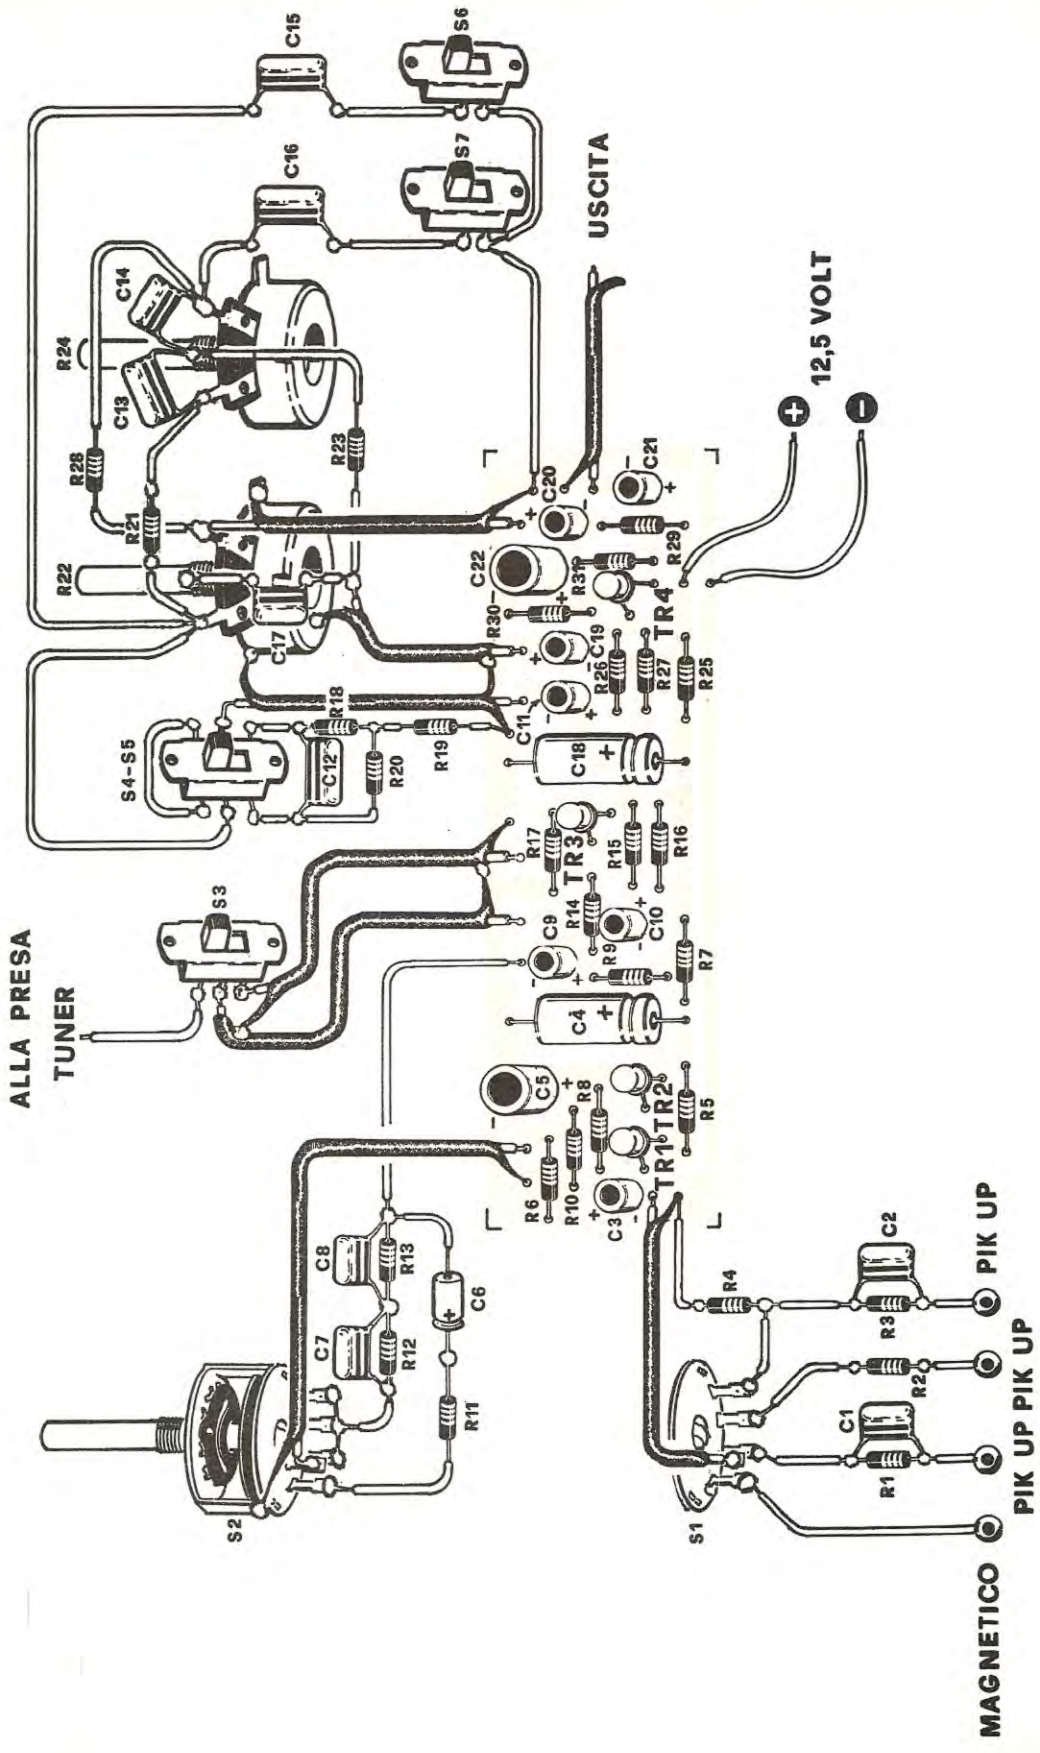 ALLA PRESA
TUNER
S2
C7
C8
R12
R13
R11
C6
S3
S4-S5
R18
C12
R20
R19
R22
R21
R28
C17
R24
C13
C14
R23
C15
C16
S6
S7
USCITA
12,5 VOLT
+
−
C5
R6
R10
R8
C3
TR1
TR2
R5
C4
C9
R9
R14
C10
R7
R17
TR3
R15
R16
C18
C11
C19
R26
R27
R25
R30
C22
R31
TR4
C20
R29
C21
S1
R4
R1
C1
R2
R3
C2
MAGNETICO
PIK UP
PIK UP
PIK UP